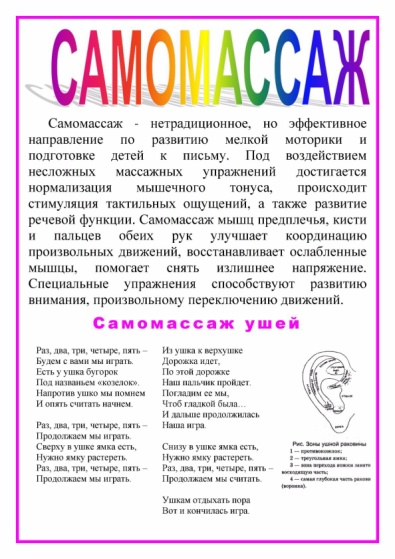 САМОМАССАЖ
Самомассаж - нетрадиционное, но эффективное
направление по развитию мелкой моторики и
подготовке детей к письму. Под воздействием
несложных массажных упражнений достигается
нормализация мышечного тонуса, происходит
стимуляция тактильных ощущений, а также развитие
речевой функции. Самомассаж мышц предплечья, кисти
и пальцев обеих рук улучшает координацию
произвольных движений, восстанавливает ослабленные
мышцы, помогает снять излишнее напряжение.
Специальные упражнения способствуют развитию
внимания, произвольному переключению движений.
Самомассаж ушей
Раз, два, три, четыре, пять –
Будем с вами мы играть.
Есть у ушка бугорок
Под названьем «козелок».
Напротив ушко мы помнем
И опять считать начнем.
Раз, два, три, четыре, пять –
Продолжаем мы играть.
Сверху в ушке ямка есть,
Нужно ямку растереть.
Раз, два, три, четыре, пять –
Продолжаем мы играть.
Из ушка к верхушке
Дорожка идет,
По этой дорожке
Наш пальчик пройдет.
Погладим ее мы,
Чтоб гладкой была…
И дальше продолжилась
Наша игра.
Снизу в ушке ямка есть,
Нужно ямку растереть.
Раз, два, три, четыре, пять –
Продолжаем мы считать.
Ушкам отдыхать пора
Вот и кончилась игра.
Рис. Зоны ушной раковины
1 — противокозелок;
2 — треугольная ямка;
3 — зона перехода ножки завитка в
восходящую часть;
4 — самая глубокая часть раковины
(воронка).